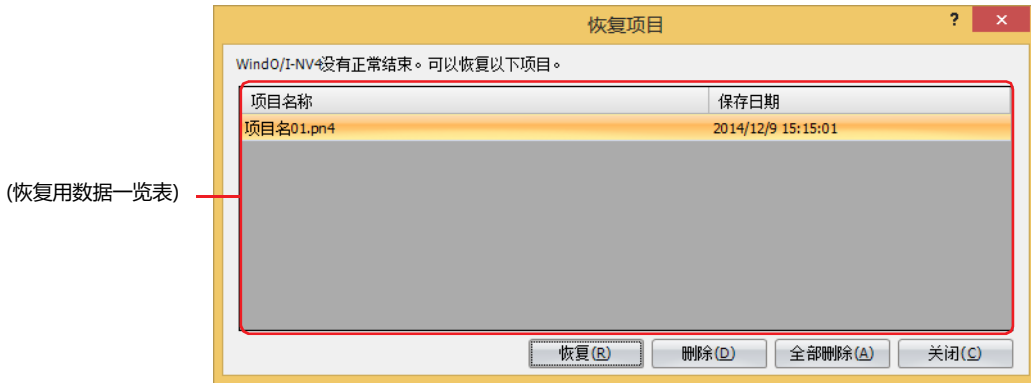 恢复项目
?
×
WindO/I-NV4没有正常结束。可以恢复以下项目。
项目名称 保存日期
项目名01.pn4 2014/12/9 15:15:01
(恢复用数据一览表)
恢复(R) 删除(D) 全部删除(A) 关闭(C)